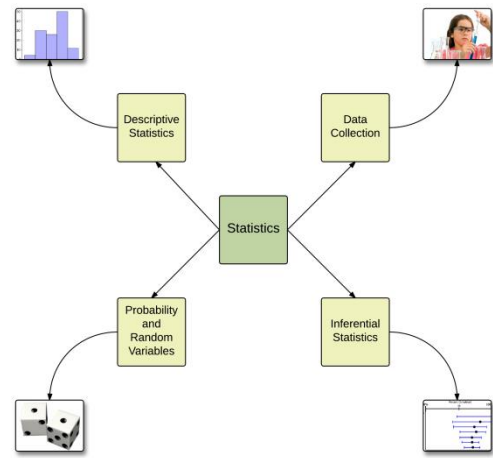 Descriptive
Statistics
Data
Collection
Statistics
Probability
and
Random
Variables
Inferential
Statistics